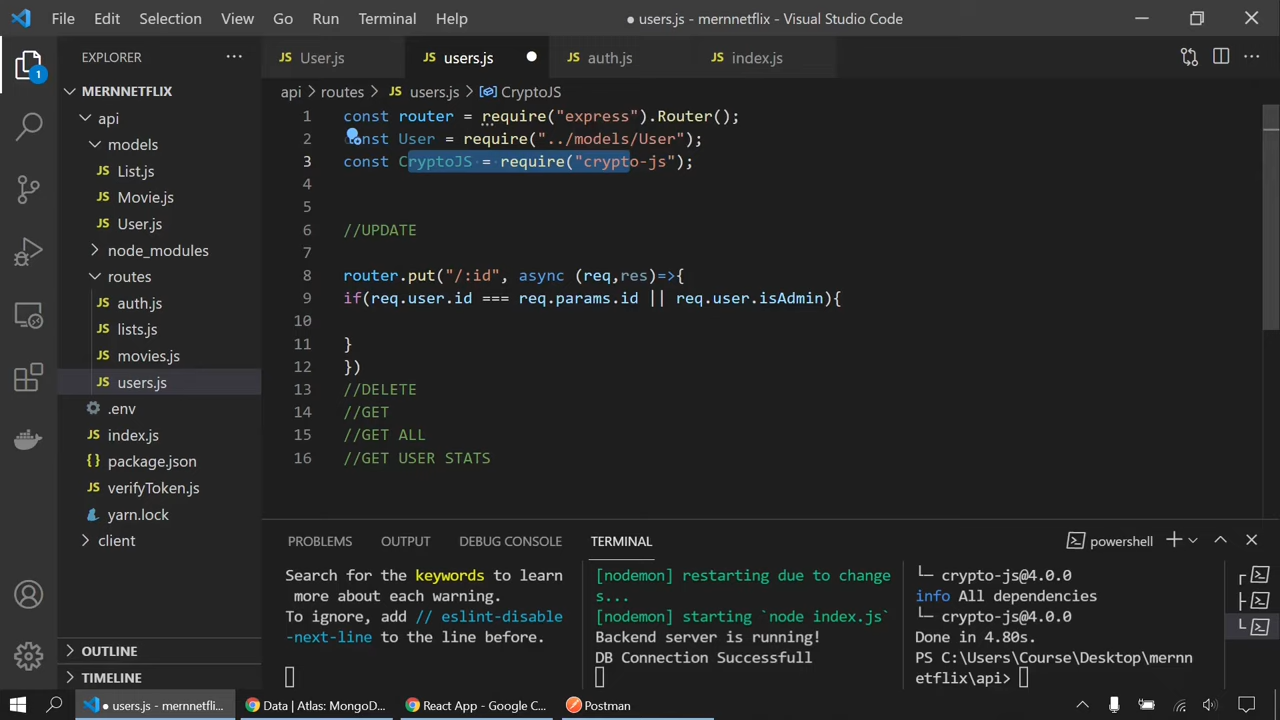 File Edit Selection View Go Run Terminal Help
● users.js - mernnetflix - Visual Studio Code
EXPLORER ···
1
MERNNETFLIX
api
models
JS List.js
JS Movie.js
JS User.js
node_modules
routes
JS auth.js
JS lists.js
JS movies.js
JS users.js
.env
JS index.js
{} package.json
JS verifyToken.js
yarn.lock
client
OUTLINE
TIMELINE
JS User.js JS users.js ● JS auth.js JS index.js ···
api > routes > JS users.js > CryptoJS
1 const router = require("express").Router();
2 const User = require("../models/User");
3 const CryptoJS = require("crypto-js");
4
5
6 //UPDATE
7
8 router.put("/:id", async (req,res)=>{
9 if(req.user.id === req.params.id || req.user.isAdmin){
10
11 }
12 })
13 //DELETE
14 //GET
15 //GET ALL
16 //GET USER STATS
PROBLEMS OUTPUT DEBUG CONSOLE TERMINAL
powershell
Search for the keywords to learn
more about each warning.
To ignore, add // eslint-disable
-next-line to the line before.
[nodemon] restarting due to change
s...
[nodemon] starting `node index.js`
Backend server is running!
DB Connection Successfull
└─ crypto-js@4.0.0
info All dependencies
└─ crypto-js@4.0.0
Done in 4.80s.
PS C:\Users\Course\Desktop\mernn
etflix\api>
● users.js - mernnetflix...
Data | Atlas: MongoD...
React App - Google C...
Postman